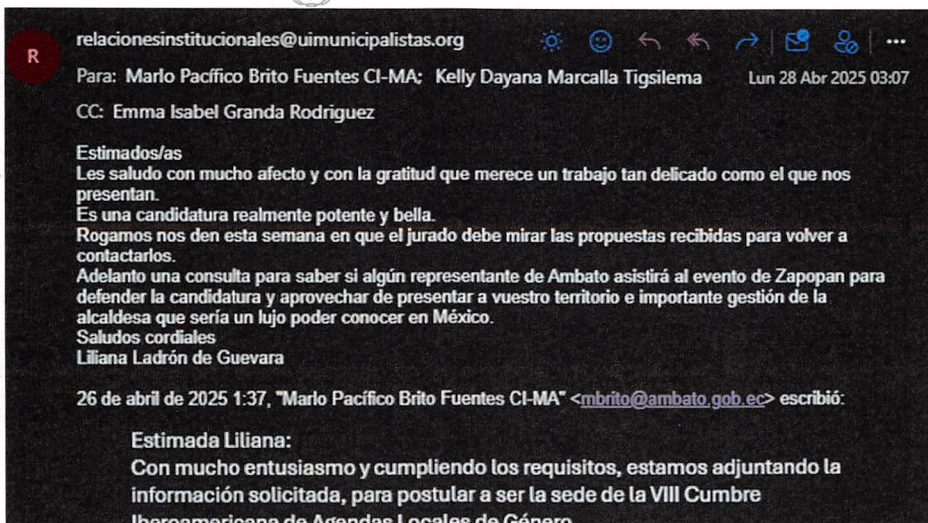 R
relacionesinstitucionales@uimunicipalistas.org
Para: Marlo Pacífico Brito Fuentes CI-MA; Kelly Dayana Marcalla Tigsilema
Lun 28 Abr 2025 03:07
CC: Emma Isabel Granda Rodriguez
Estimados/as
Les saludo con mucho afecto y con la gratitud que merece un trabajo tan delicado como el que nos
presentan.
Es una candidatura realmente potente y bella.
Rogamos nos den esta semana en que el jurado debe mirar las propuestas recibidas para volver a
contactarlos.
Adelanto una consulta para saber si algún representante de Ambato asistirá al evento de Zapopan para
defender la candidatura y aprovechar de presentar a vuestro territorio e importante gestión de la
alcaldesa que sería un lujo poder conocer en México.
Saludos cordiales
Liliana Ladrón de Guevara
26 de abril de 2025 1:37, "Marlo Pacífico Brito Fuentes CI-MA" <mbrito@ambato.gob.ec> escribió:
Estimada Liliana:
Con mucho entusiasmo y cumpliendo los requisitos, estamos adjuntando la
información solicitada, para postular a ser la sede de la VIII Cumbre
Iberoamericana de Agendas Locales de Género